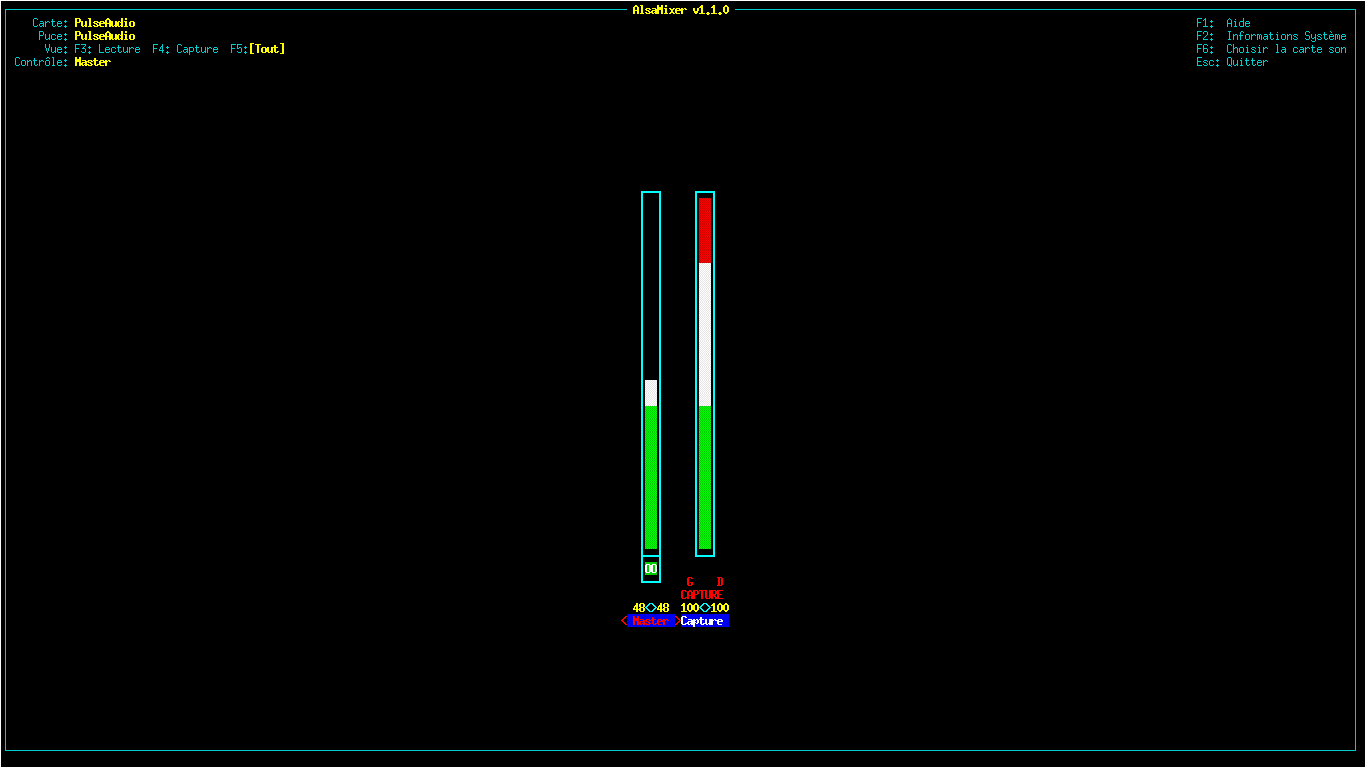 AlsaMixer v1.1.0
Carte: PulseAudio
F1: Aide
Puce: PulseAudio
F2: Informations Système
Vue: F3: Lecture F4: Capture F5:[Tout]
F6: Choisir la carte son
Contrôle: Master
Esc: Quitter
OO
G D
CAPTURE
48<>48 100<>100
<Master>Capture